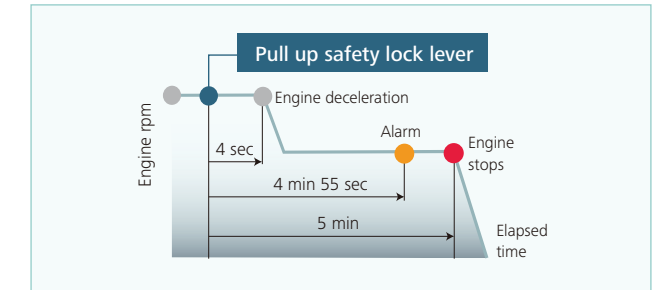 Pull up safety lock lever
Engine rpm
Engine deceleration
4 sec
Alarm
Engine
stops
4 min 55 sec
5 min
Elapsed
time